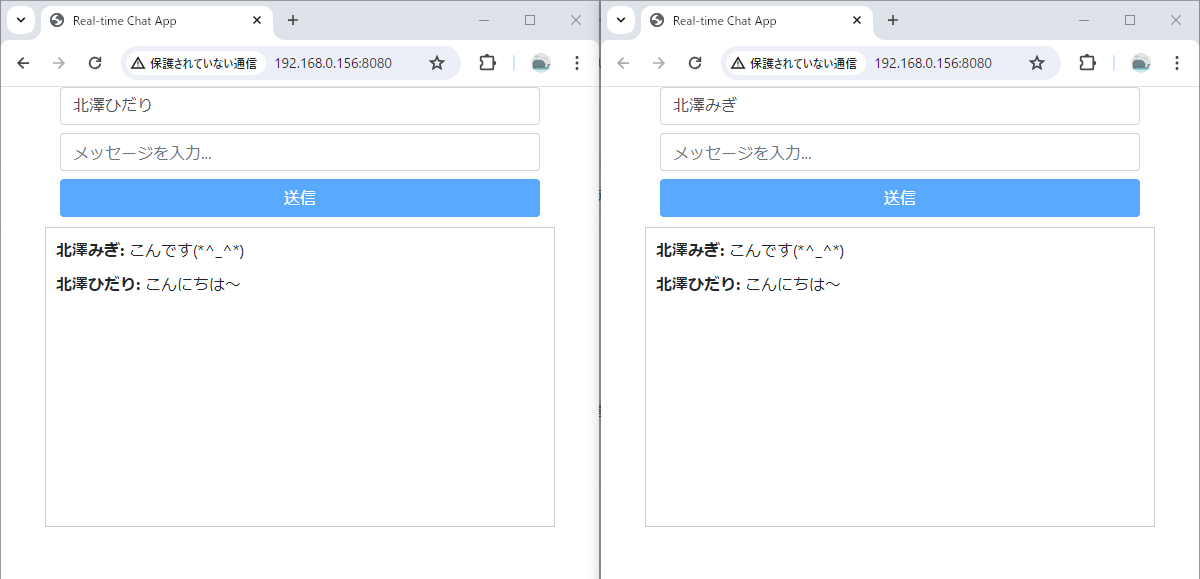 Real-time Chat App
保護されていない通信 192.168.0.156:8080
北澤ひだり
メッセージを入力...
送信
北澤みぎ: こんです(*^_^*)
北澤ひだり: こんにちは～
Real-time Chat App
保護されていない通信 192.168.0.156:8080
北澤みぎ
メッセージを入力...
送信
北澤みぎ: こんです(*^_^*)
北澤ひだり: こんにちは～